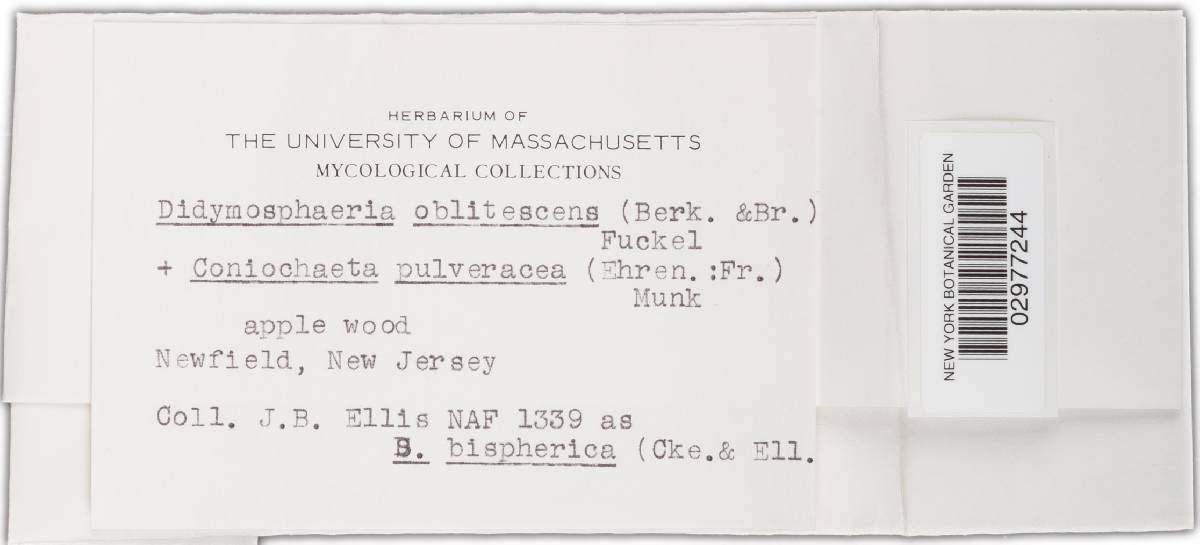 HERBARIUM OF
THE UNIVERSITY OF MASSACHUSETTS
MYCOLOGICAL COLLECTIONS
Didymosphaeria oblitescens (Berk. &Br.)
Fuckel
+ Coniochaeta pulveracea (Ehren.:Fr.)
Munk
apple wood
Newfield, New Jersey
Coll. J.B. Ellis NAF 1339 as
B. bispherica (Cke.& Ell.
NEW YORK BOTANICAL GARDEN
02977244